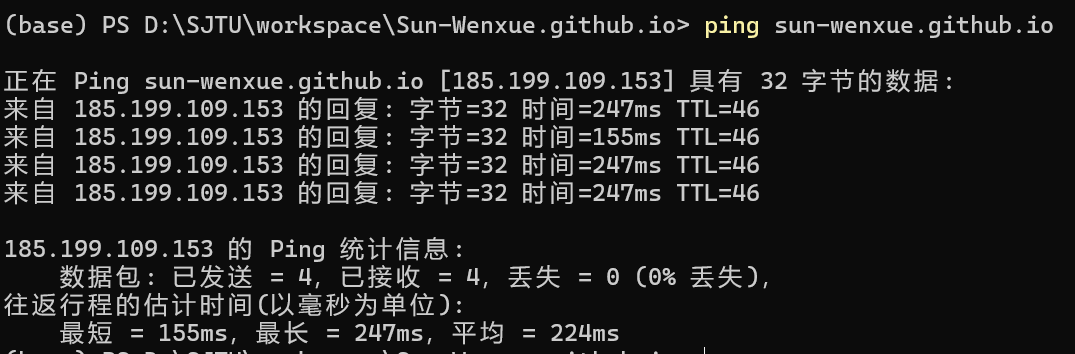 (base) PS D:\SJTU\workspace\Sun-Wenxue.github.io> ping sun-wenxue.github.io
正在 Ping sun-wenxue.github.io [185.199.109.153] 具有 32 字节的数据:
来自 185.199.109.153 的回复: 字节=32 时间=247ms TTL=46
来自 185.199.109.153 的回复: 字节=32 时间=155ms TTL=46
来自 185.199.109.153 的回复: 字节=32 时间=247ms TTL=46
来自 185.199.109.153 的回复: 字节=32 时间=247ms TTL=46
185.199.109.153 的 Ping 统计信息:
数据包: 已发送 = 4, 已接收 = 4, 丢失 = 0 (0% 丢失),
往返行程的估计时间(以毫秒为单位):
最短 = 155ms, 最长 = 247ms, 平均 = 224ms